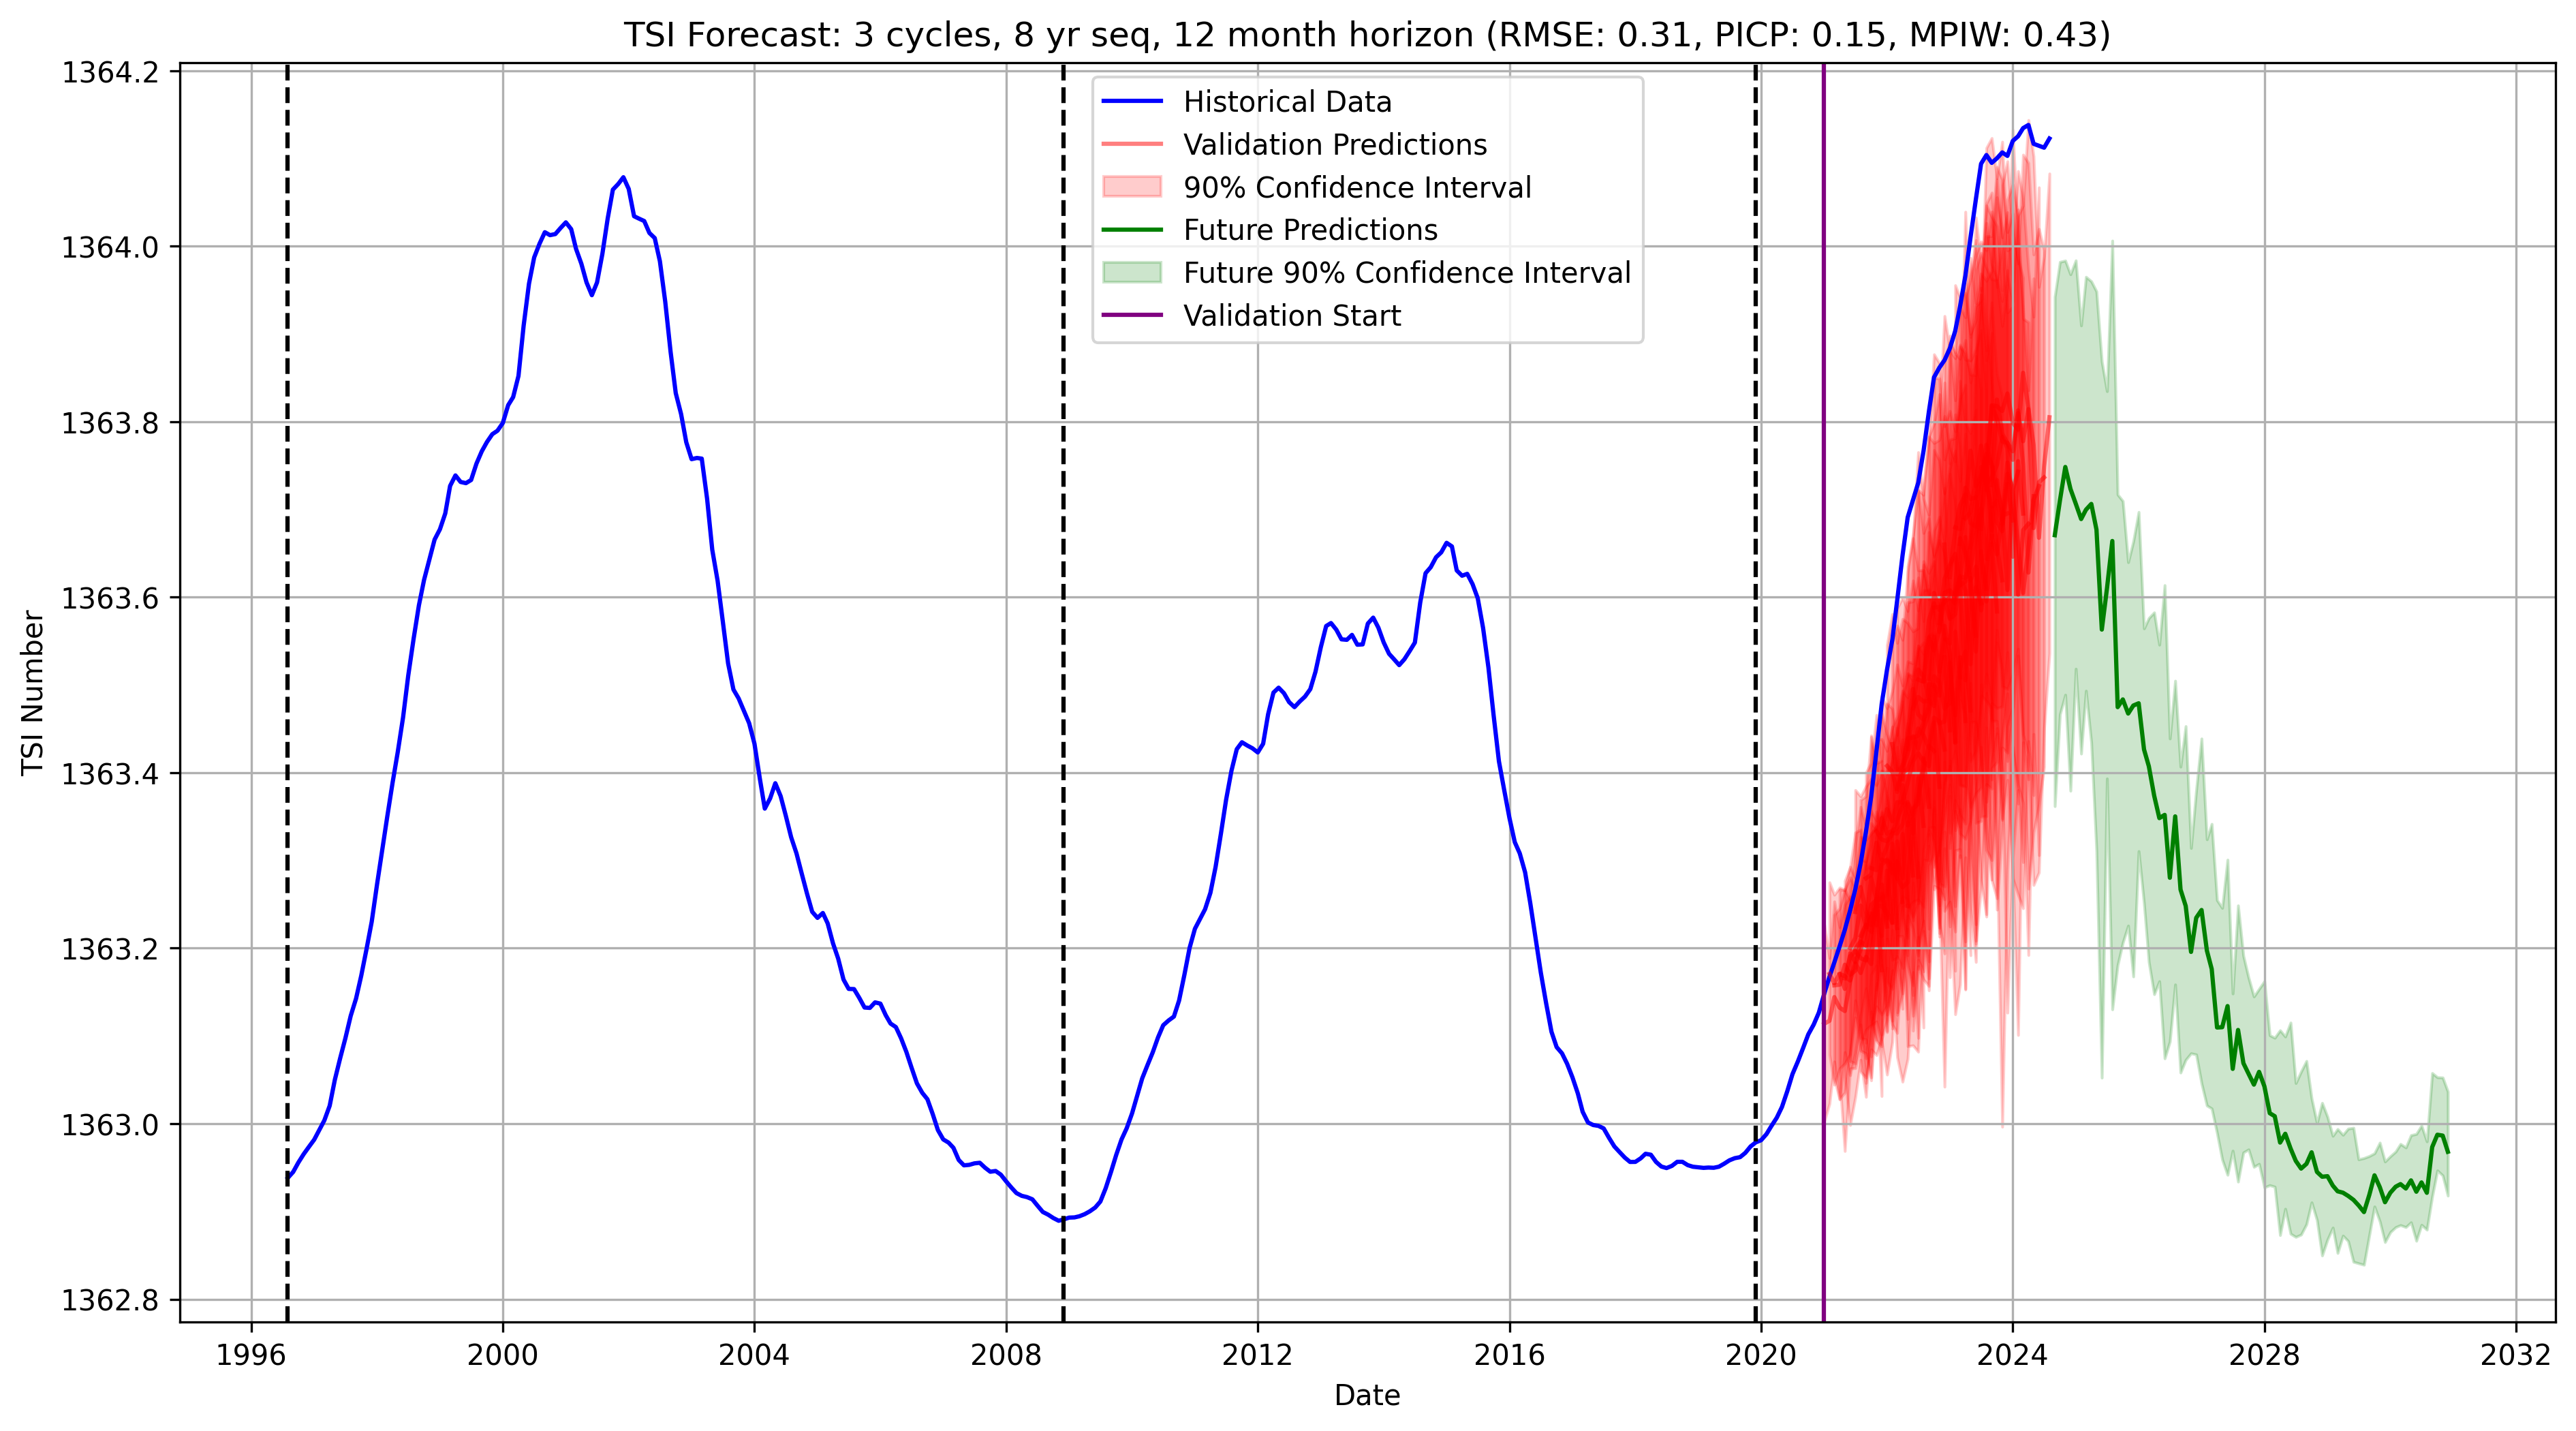 TSI Forecast: 3 cycles, 8 yr seq, 12 month horizon (RMSE: 0.31, PICP: 0.15, MPIW: 0.43)
1364.2
1364.0
1363.8
1363.6
1363.4
1363.2
1363.0
1362.8
TSI Number
Historical Data
Validation Predictions
90% Confidence Interval
Future Predictions
Future 90% Confidence Interval
Validation Start
1996 2000 2004 2008 2012 2016 2020 2024 2028 2032
Date